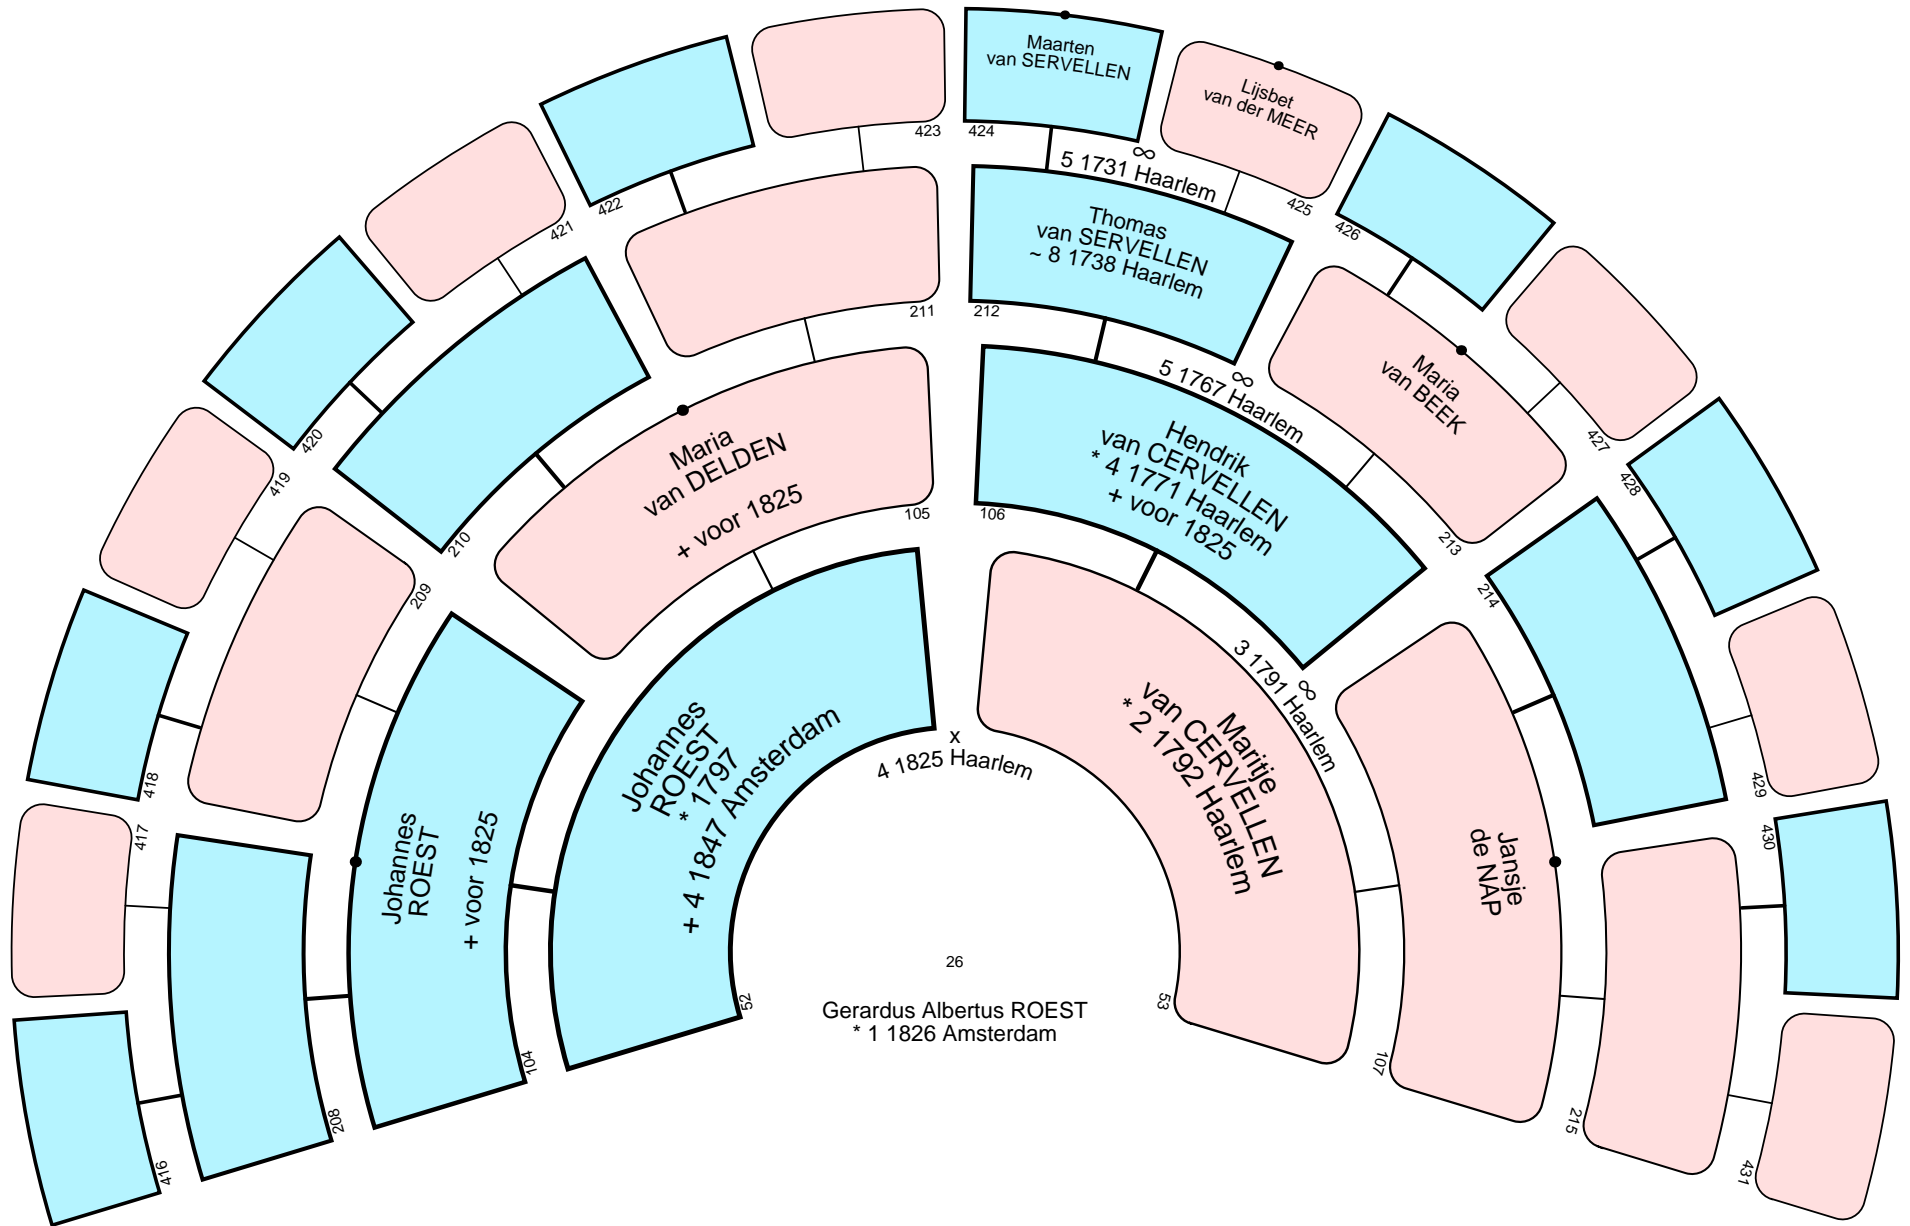 Maarten
van SERVELLEN
Lijsbet
van der MEER
423
424
∞
5 1731 Haarlem
425
421
422
426
Thomas
van SERVELLEN
~ 8 1738 Haarlem
419
420
211
212
∞
5 1767 Haarlem
Maria
van BEEK
427
428
Maria
van DELDEN
+ voor 1825
Hendrik
van CERVELLEN
* 4 1771 Haarlem
+ voor 1825
209
210
105
106
213
214
∞
3 1791 Haarlem
417
418
Johannes
ROEST
+ voor 1825
Johannes
ROEST
* 1797
+ 4 1847 Amsterdam
x
4 1825 Haarlem
Maritje
van CERVELLEN
* 2 1792 Haarlem
Jansje
de NAP
429
430
26
Gerardus Albertus ROEST
* 1 1826 Amsterdam
52
53
104
107
208
215
416
431